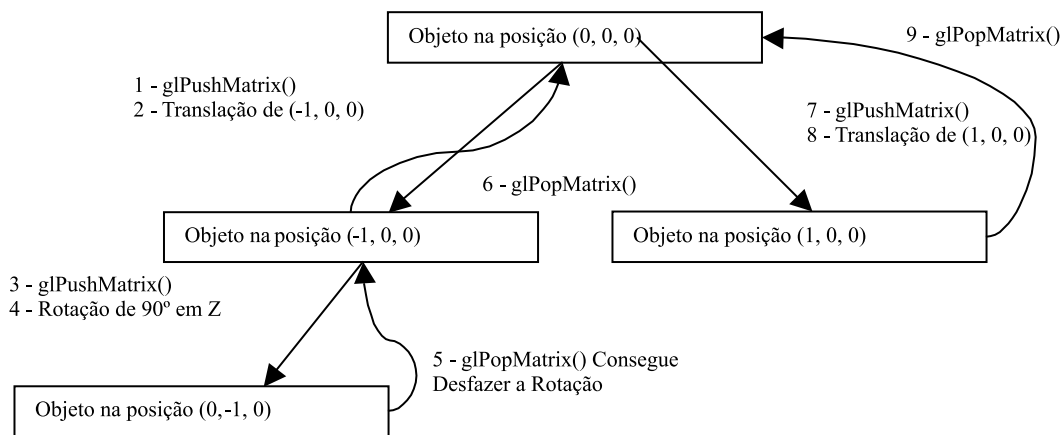 Objeto na posição (0, 0, 0)
9 - glPopMatrix()
1 - glPushMatrix()
2 - Translação de (-1, 0, 0)
7 - glPushMatrix()
8 - Translação de (1, 0, 0)
6 - glPopMatrix()
Objeto na posição (-1, 0, 0)
Objeto na posição (1, 0, 0)
3 - glPushMatrix()
4 - Rotação de 90º em Z
5 - glPopMatrix() Consegue
Desfazer a Rotação
Objeto na posição (0,-1, 0)